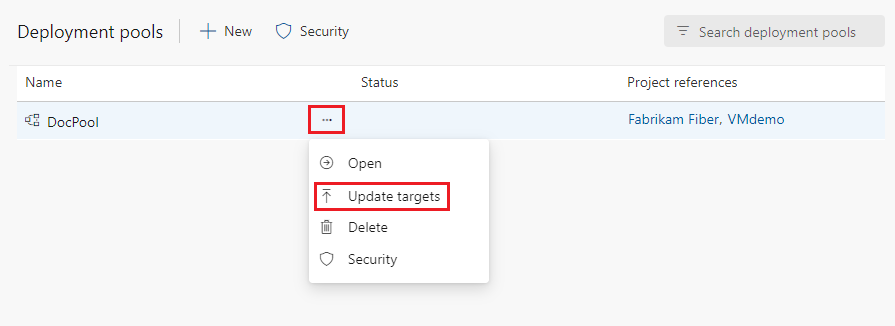 Deployment pools New Security Search deployment pools
Name Status Project references
DocPool ... Fabrikam Fiber, VMdemo
Open
Update targets
Delete
Security